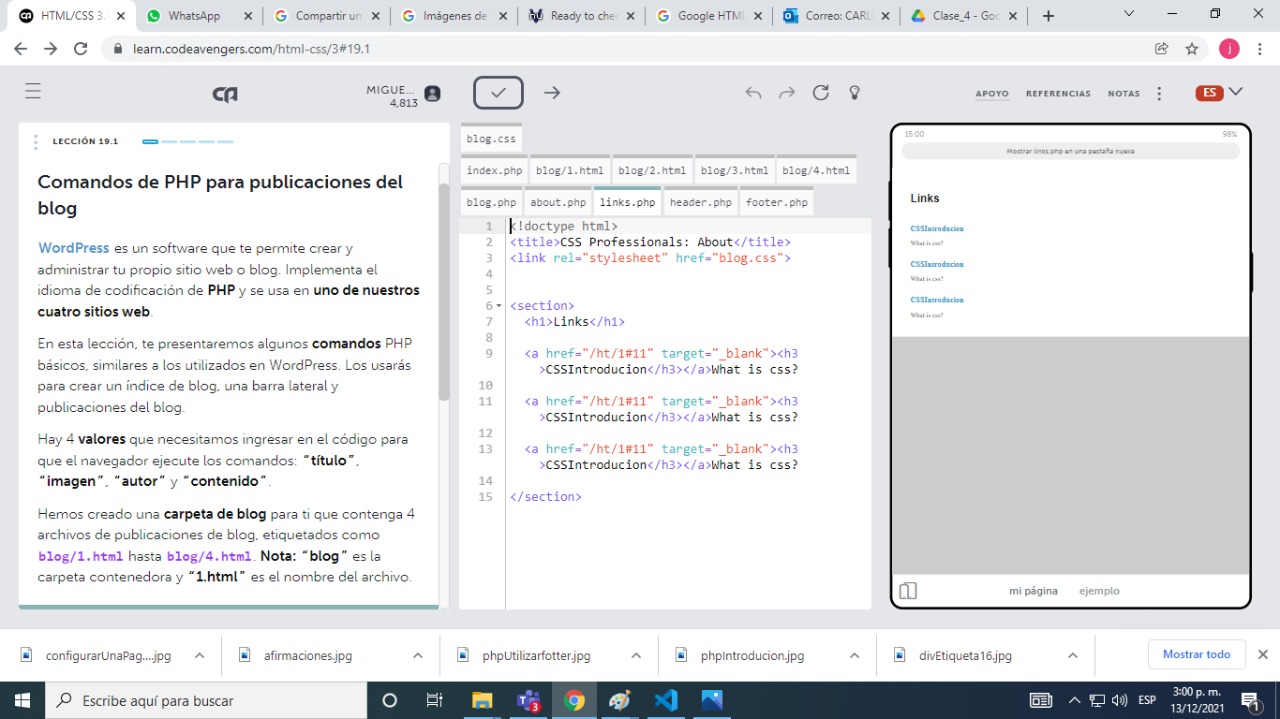 HTML/CSS 3.
WhatsApp
Compartir un
Imágenes de
Ready to che
Google HTML
Correo: CARL
Clase_4 - Goo
learn.codeavengers.com/html-css/3#19.1
j
MIGUE...
4,813
APOYO
REFERENCIAS
NOTAS
ES
LECCIÓN 19.1
Comandos de PHP para publicaciones del
blog
WordPress es un software que te permite crear y
administrar tu propio sitio web o blog. Implementa el
idioma de codificación de PHP y se usa en uno de nuestros
cuatro sitios web.
En esta lección, te presentaremos algunos comandos PHP
básicos, similares a los utilizados en WordPress. Los usarás
para crear un índice de blog, una barra lateral y
publicaciones del blog.
Hay 4 valores que necesitamos ingresar en el código para
que el navegador ejecute los comandos: “título”,
“imagen”, “autor” y “contenido”.
Hemos creado una carpeta de blog para ti que contenga 4
archivos de publicaciones de blog, etiquetados como
blog/1.html hasta blog/4.html. Nota: “blog” es la
carpeta contenedora y “1.html” es el nombre del archivo.
blog.css
index.php blog/1.html blog/2.html blog/3.html blog/4.html
blog.php about.php links.php header.php footer.php
1 <!doctype html>
2 <title>CSS Professionals: About</title>
3 <link rel="stylesheet" href="blog.css">
4
5
6 <section>
7 <h1>Links</h1>
8
9 <a href="/ht/1#11" target="_blank"><h3
>CSSIntroducion</h3></a>What is css?
10
11 <a href="/ht/1#11" target="_blank"><h3
>CSSIntroducion</h3></a>What is css?
12
13 <a href="/ht/1#11" target="_blank"><h3
>CSSIntroducion</h3></a>What is css?
14
15 </section>
15:00
98%
Mostrar links.php en una pestaña nueva
Links
CSSIntroducion
What is css?
CSSIntroducion
What is css?
CSSIntroducion
What is css?
mi página
ejemplo
configurarUnaPag....jpg
afirmaciones.jpg
phpUtilizarfotter.jpg
phpIntroducion.jpg
divEtiqueta16.jpg
Mostrar todo
Escribe aquí para buscar
3
ESP
3:00 p. m.
13/12/2021
1